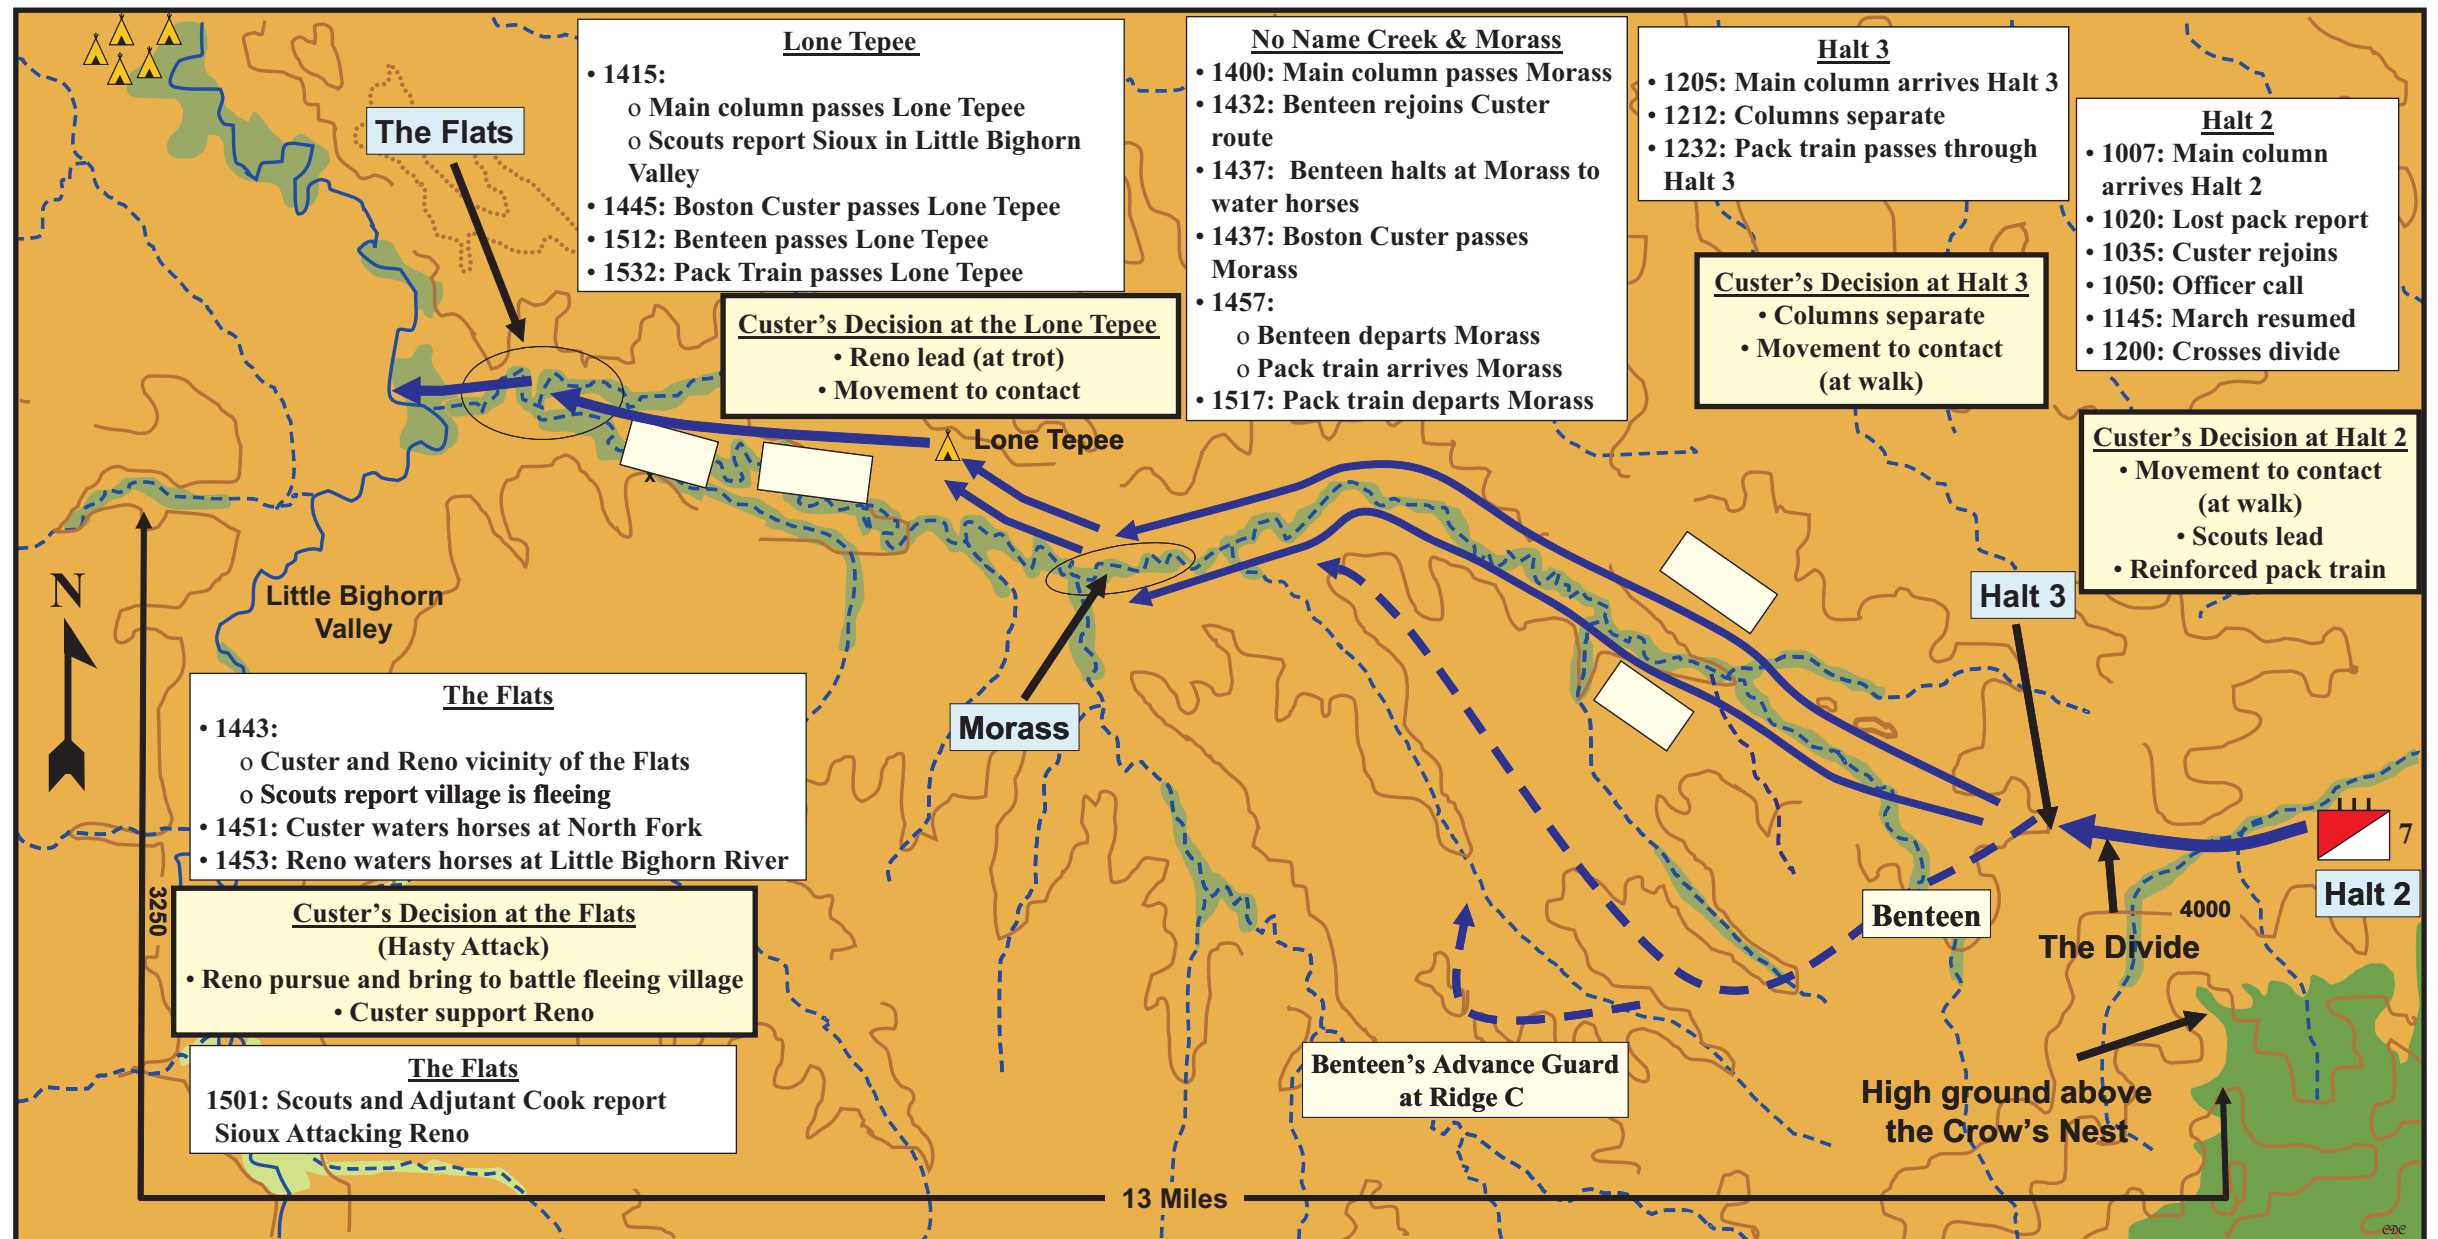 Lone Tepee
• 1415:
o Main column passes Lone Tepee
o Scouts report Sioux in Little Bighorn
Valley
• 1445: Boston Custer passes Lone Tepee
• 1512: Benteen passes Lone Tepee
• 1532: Pack Train passes Lone Tepee
No Name Creek & Morass
• 1400: Main column passes Morass
• 1432: Benteen rejoins Custer
route
• 1437: Benteen halts at Morass to
water horses
• 1437: Boston Custer passes
Morass
• 1457:
o Benteen departs Morass
o Pack train arrives Morass
• 1517: Pack train departs Morass
Halt 3
• 1205: Main column arrives Halt 3
• 1212: Columns separate
• 1232: Pack train passes through
Halt 3
Halt 2
• 1007: Main column
arrives Halt 2
• 1020: Lost pack report
• 1035: Custer rejoins
• 1050: Officer call
• 1145: March resumed
• 1200: Crosses divide
The Flats
Custer's Decision at the Lone Tepee
• Reno lead (at trot)
• Movement to contact
Custer's Decision at Halt 3
• Columns separate
• Movement to contact
(at walk)
Custer's Decision at Halt 2
• Movement to contact
(at walk)
• Scouts lead
• Reinforced pack train
Lone Tepee
x
N
Little Bighorn
Valley
Halt 3
Morass
The Flats
• 1443:
o Custer and Reno vicinity of the Flats
o Scouts report village is fleeing
• 1451: Custer waters horses at North Fork
• 1453: Reno waters horses at Little Bighorn River
7
Halt 2
3250
Benteen
4000
The Divide
Custer's Decision at the Flats
(Hasty Attack)
• Reno pursue and bring to battle fleeing village
• Custer support Reno
The Flats
1501: Scouts and Adjutant Cook report
Sioux Attacking Reno
Benteen's Advance Guard
at Ridge C
High ground above
the Crow's Nest
13 Miles
CDC